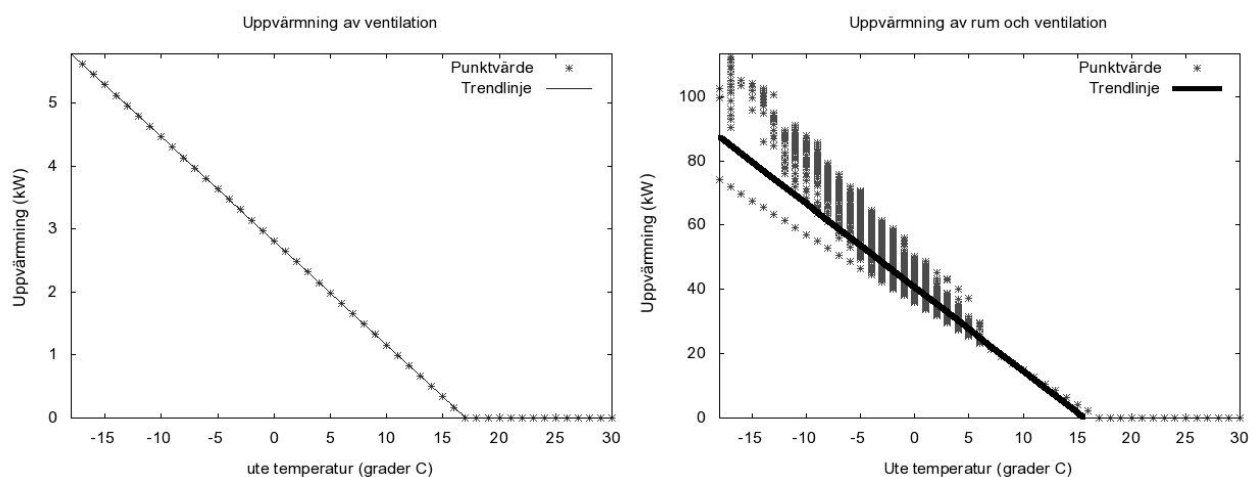 Uppvärmning av ventilation
Punktvärde
Trendlinje
Uppvärmning (kW)
5
4
3
2
1
0
-15 -10 -5 0 5 10 15 20 25 30
ute temperatur (grader C)
Uppvärmning av rum och ventilation
Punktvärde
Trendlinje
Uppvärmning (kW)
100
80
60
40
20
0
-15 -10 -5 0 5 10 15 20 25 30
Ute temperatur (grader C)